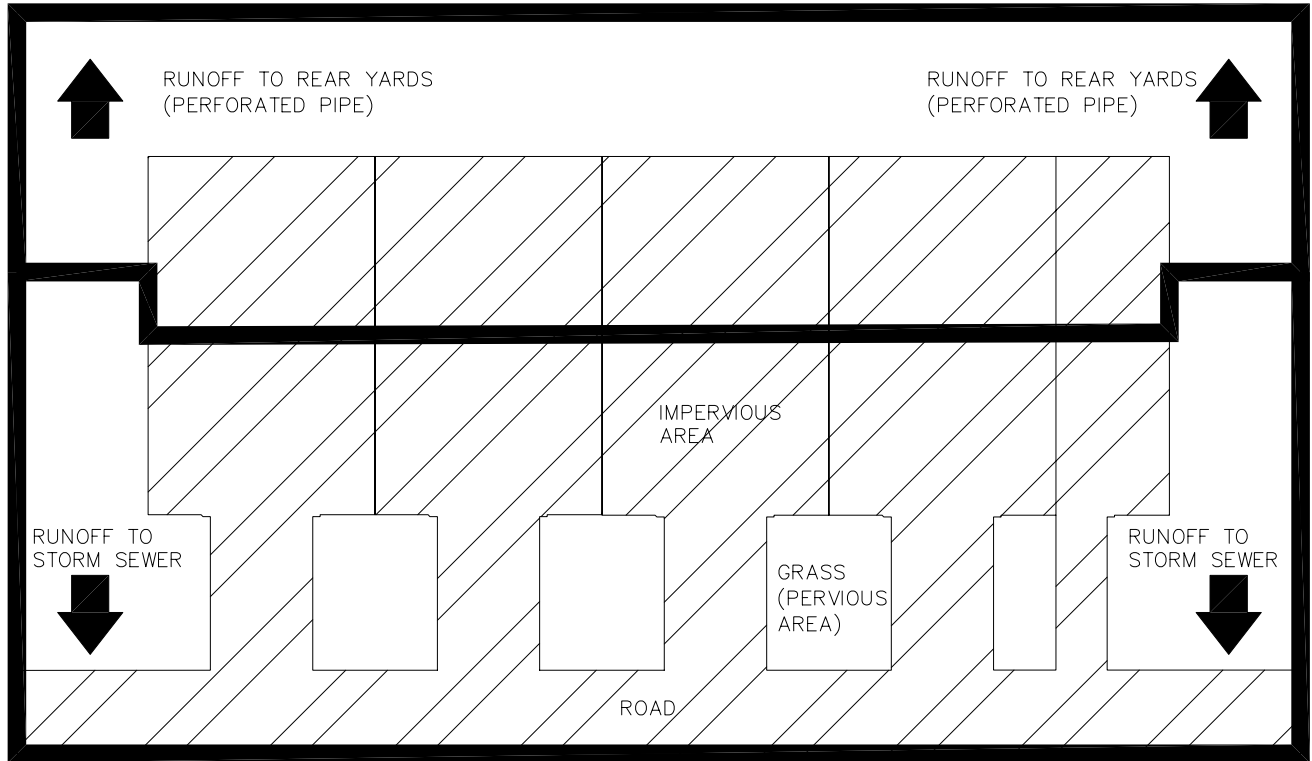 RUNOFF TO REAR YARDS
(PERFORATED PIPE)
RUNOFF TO REAR YARDS
(PERFORATED PIPE)
IMPERVIOUS
AREA
RUNOFF TO
STORM SEWER
GRASS
(PERVIOUS
AREA)
RUNOFF TO
STORM SEWER
ROAD